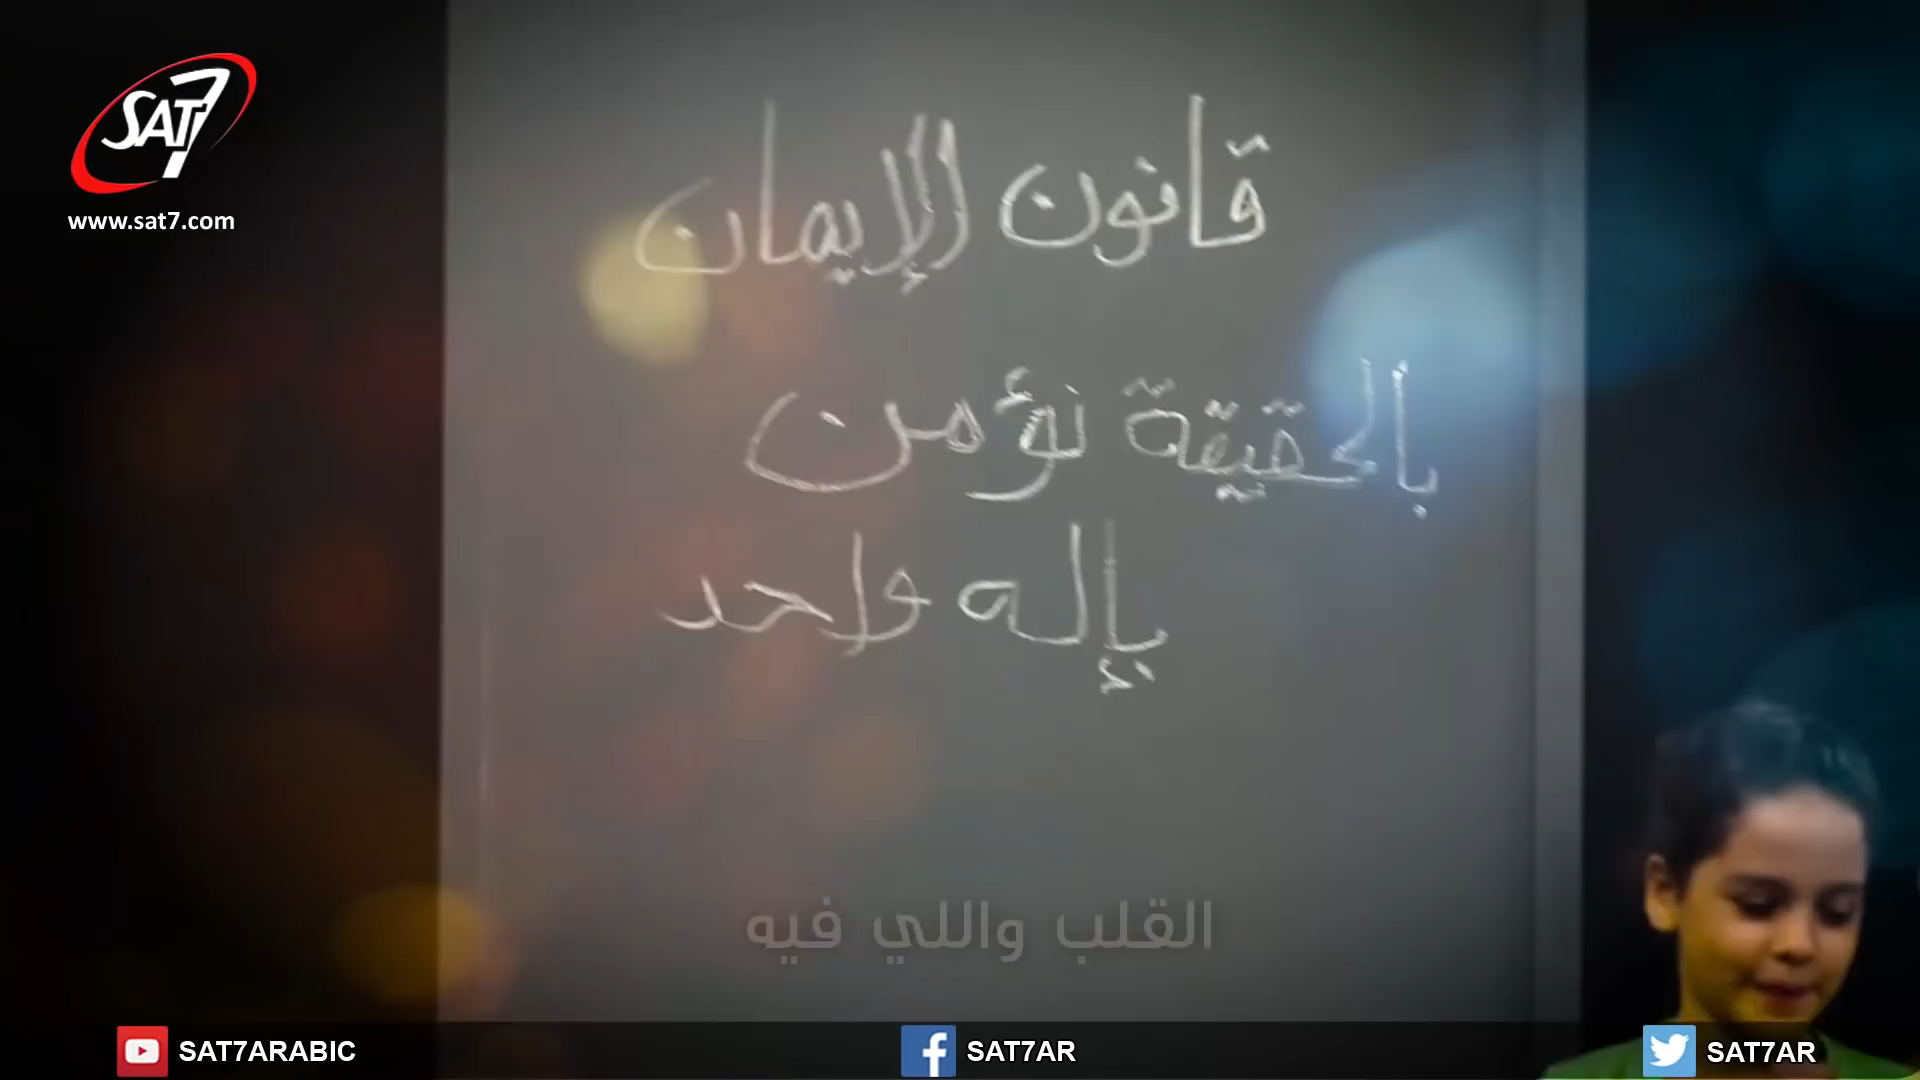 SAT7
www.sat7.com
قانون الإيمان
بالحقيقة نؤمن
بإله واحد
القلب واللي فيه
SAT7ARABIC
SAT7AR
SAT7AR